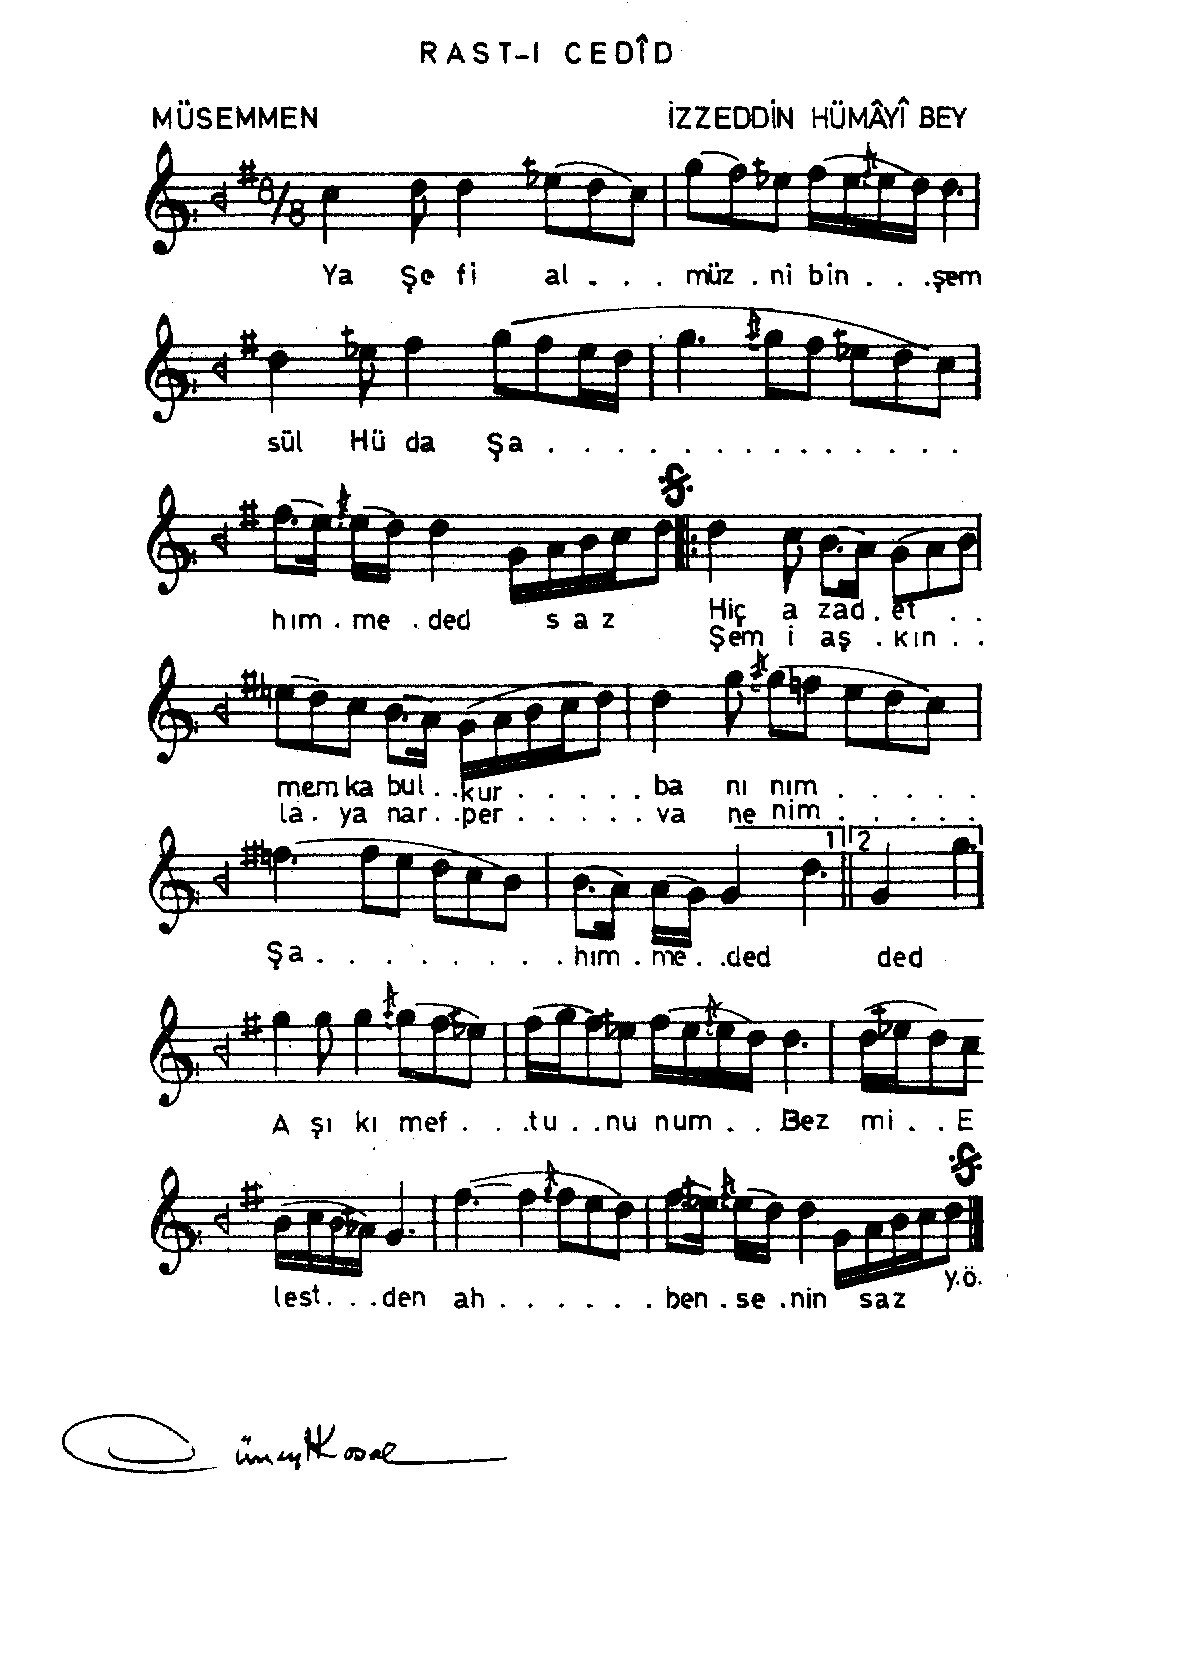 RAST-I CEDÎD
MÜSEMMEN İZZEDDİN HÜMÂYÎ BEY
8/8
Ya Şe fi al . . . müz . ni bin . . . şem
sül Hü da Şa . . . . . . . . . . . . . . .
hım . me . ded s a z Hiç a zad . et . .
Şem i aş . kın . .
mem ka bul . . kur . . . . . ba nı nım . . . . .
la . ya nar . . per . . . . . va ne nim . . . . .
1 2
Şa . . . . . . . . hım . me . . ded ded
A şı kı mef . . . tu . . nu num . . Bez mi . . E
lest . . . den ah . . . . . . ben . se . nin saz y.ö.
Cüneyt Kosal